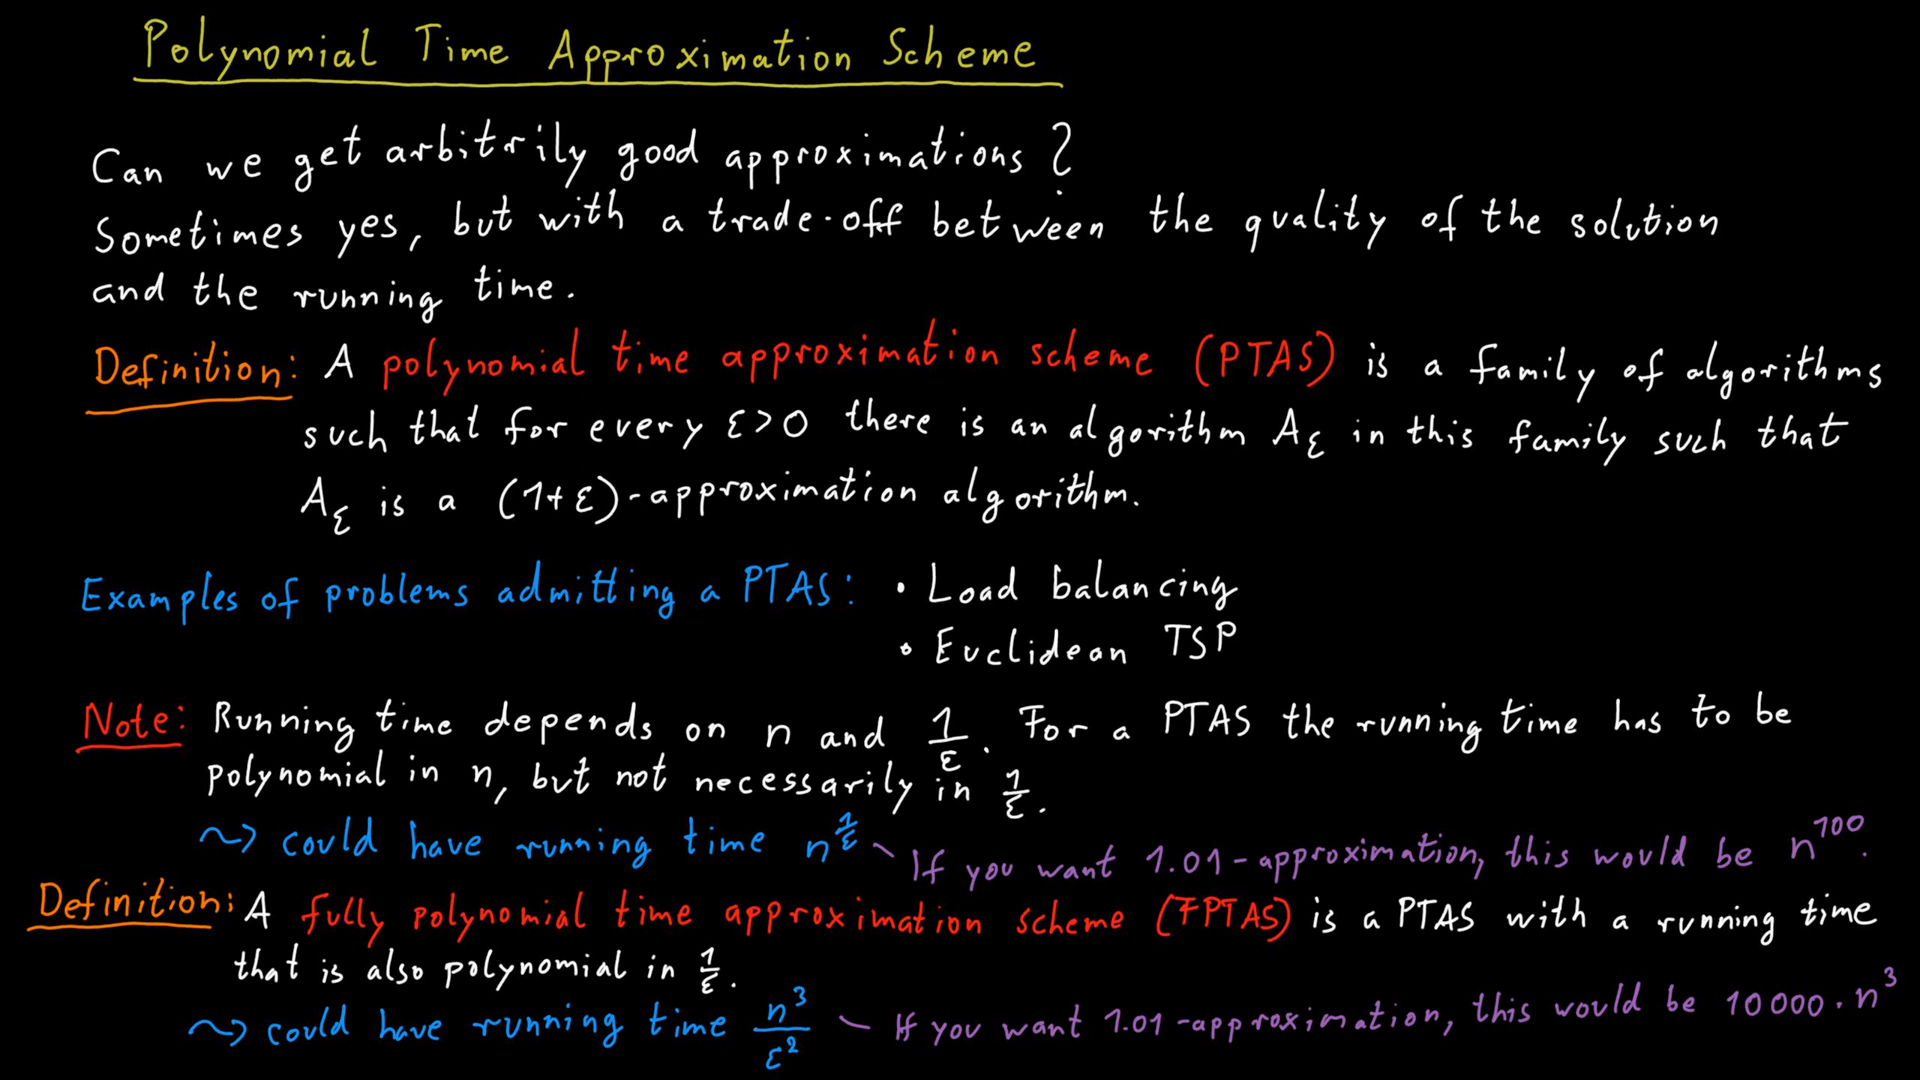 Polynomial Time Approximation Scheme
Can we get arbitrily good approximations?
Sometimes yes, but with a trade-off between the quality of the solution
and the running time.
Definition: A polynomial time approximation scheme (PTAS) is a family of algorithms
such that for every ε>0 there is an algorithm A_ε in this family such that
A_ε is a (1+ε)-approximation algorithm.
Examples of problems admitting a PTAS: • Load balancing
• Euclidean TSP
Note: Running time depends on n and 1/ε. For a PTAS the running time has to be
polynomial in n, but not necessarily in 1/ε.
⇝ could have running time n^(1/ε) ~ If you want 1.01-approximation, this would be n^100.
Definition: A fully polynomial time approximation scheme (FPTAS) is a PTAS with a running time
that is also polynomial in 1/ε.
⇝ could have running time n^3/ε^2 ~ If you want 1.01-approximation, this would be 10000·n^3